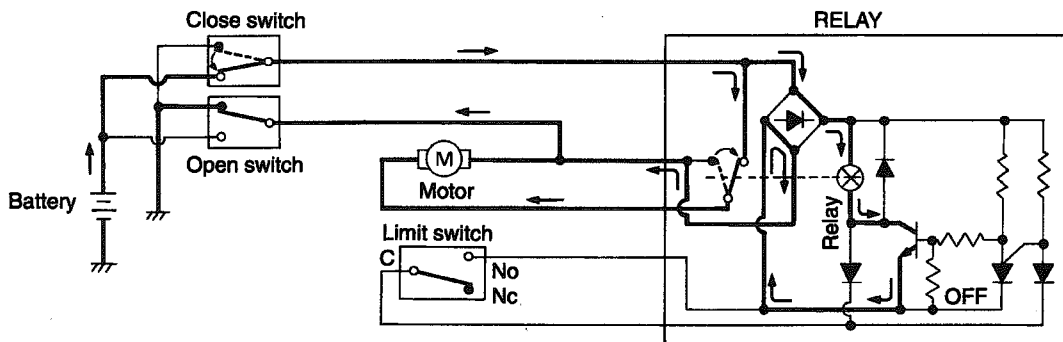 Close switch
RELAY
Open switch
M
Motor
Battery
Relay
Limit switch
C
No
Nc
OFF